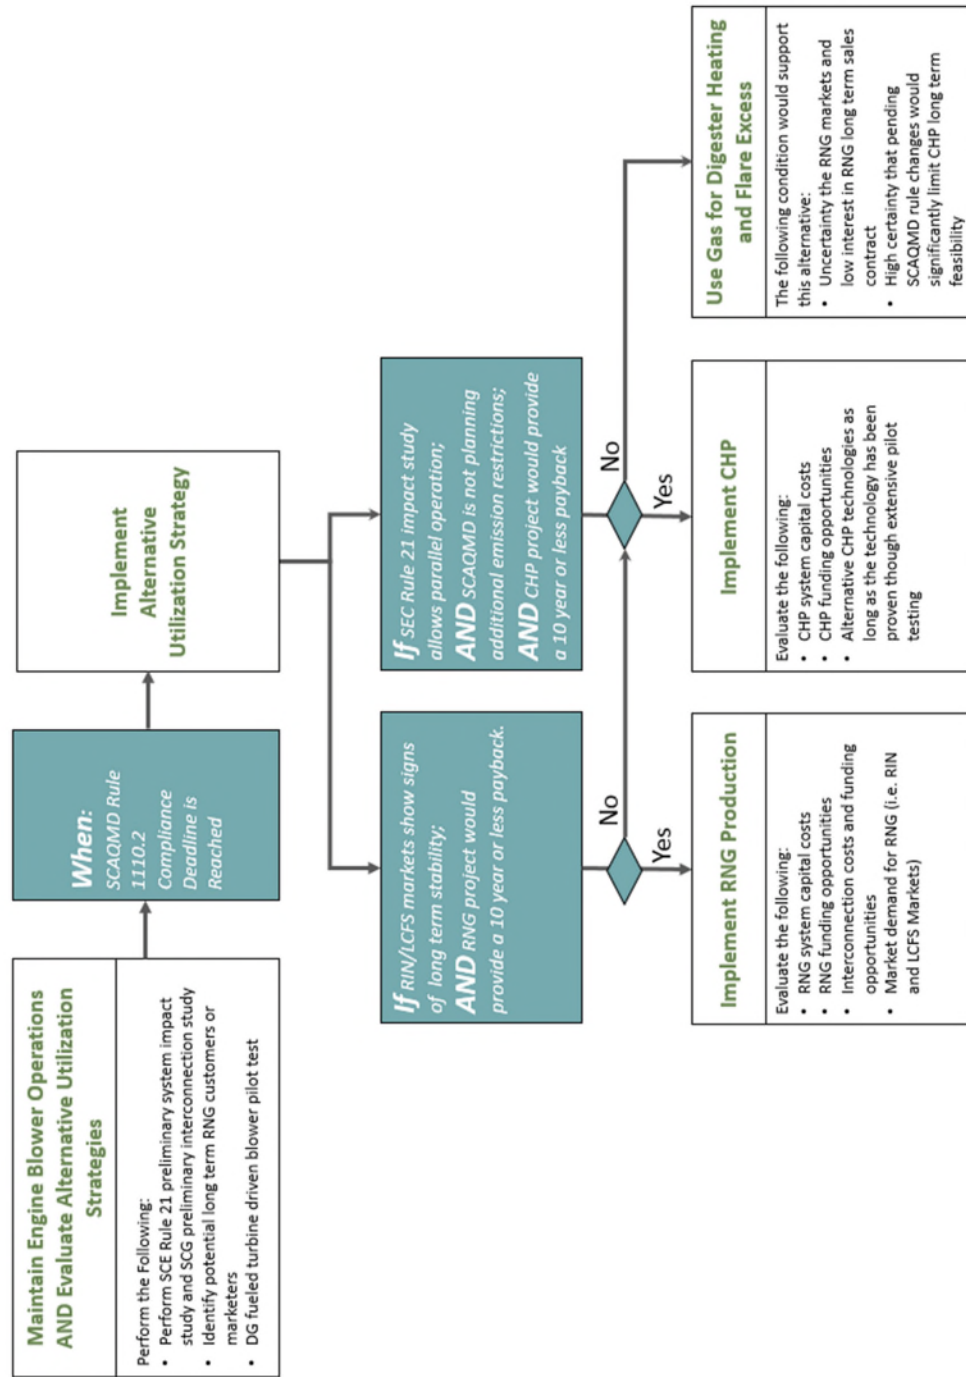 Maintain Engine Blower Operations
AND Evaluate Alternative Utilization
Strategies
Perform the Following:
• Perform SCE Rule 21 preliminary system impact
study and SCG preliminary interconnection study
• Identify potential long term RNG customers or
marketers
• DG fueled turbine driven blower pilot test
When:
SCAQMD Rule
1110.2
Compliance
Deadline is
Reached
Implement
Alternative
Utilization Strategy
If RIN/LCFS markets show signs
of long term stability;
AND RNG project would
provide a 10 year or less payback.
If SEC Rule 21 impact study
allows parallel operation;
AND SCAQMD is not planning
additional emission restrictions;
AND CHP project would provide
a 10 year or less payback
No
Yes
No
Yes
Implement RNG Production
Evaluate the following:
• RNG system capital costs
• RNG funding opportunities
• Interconnection costs and funding
opportunities
• Market demand for RNG (i.e. RIN
and LCFS Markets)
Implement CHP
Evaluate the following:
• CHP system capital costs
• CHP funding opportunities
• Alternative CHP technologies as
long as the technology has been
proven though extensive pilot
testing
Use Gas for Digester Heating
and Flare Excess
The following condition would support
this alternative:
• Uncertainty the RNG markets and
low interest in RNG long term sales
contract
• High certainty that pending
SCAQMD rule changes would
significantly limit CHP long term
feasibility